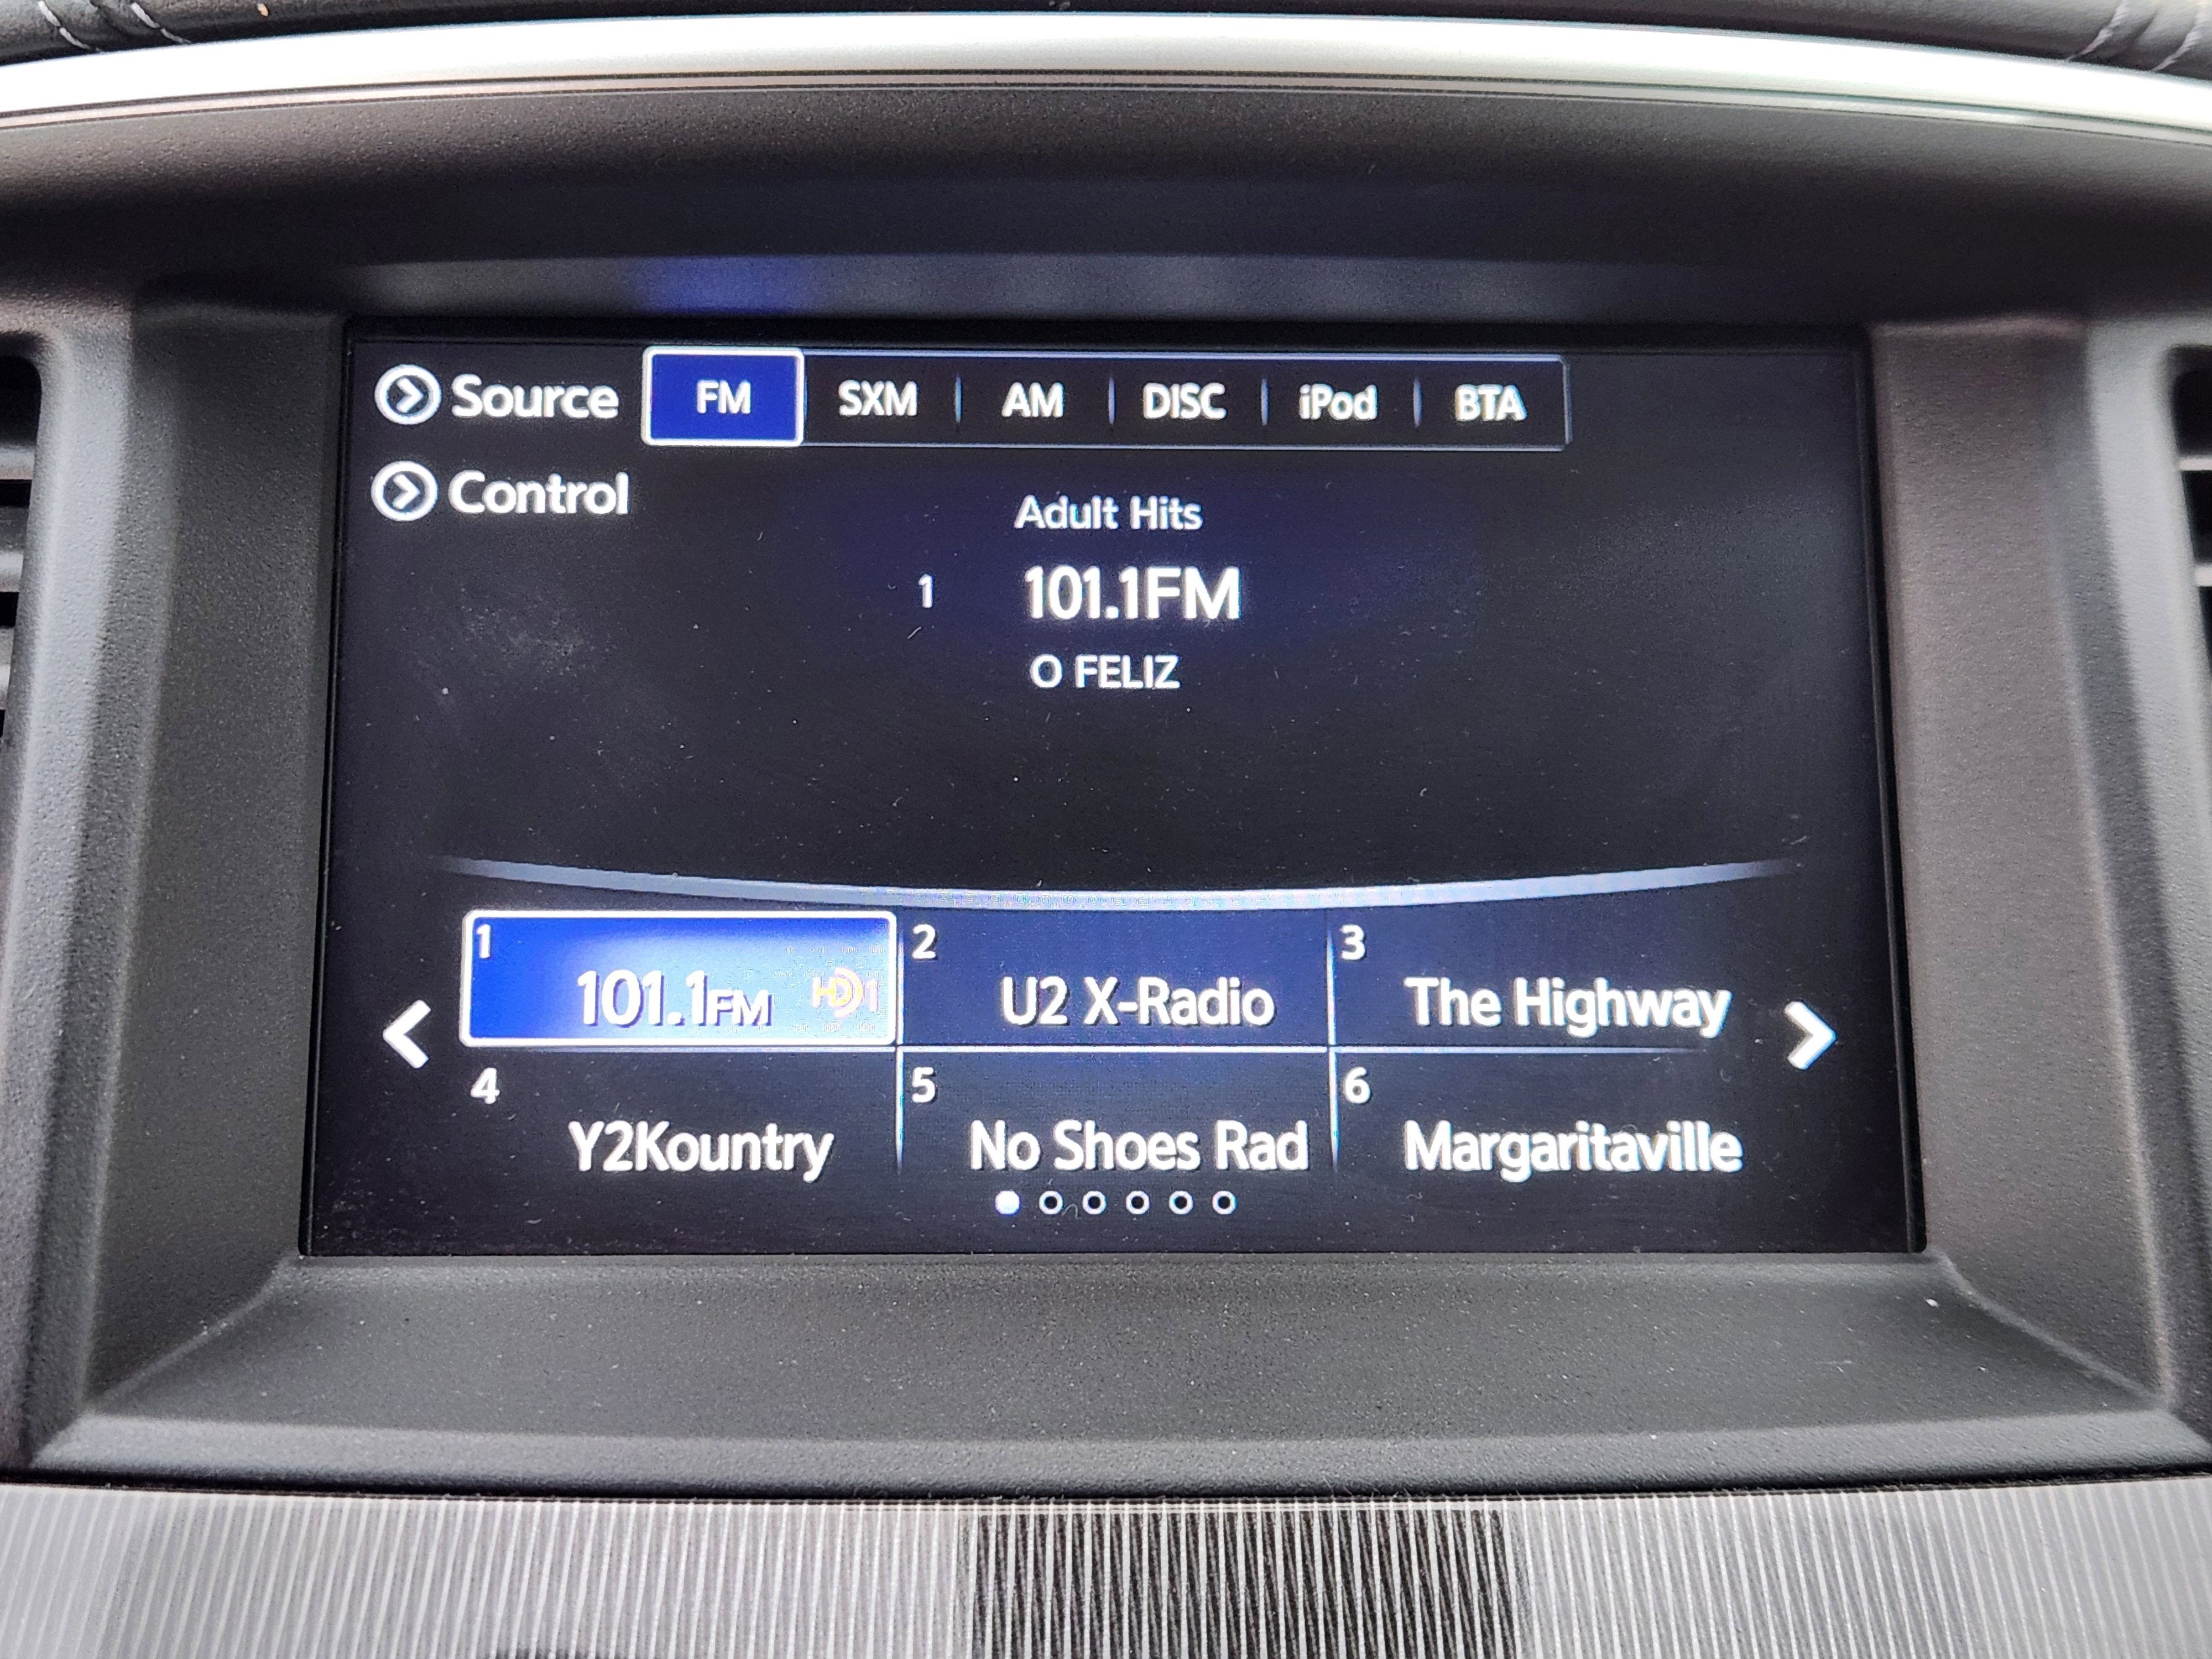 Source FM SXM AM DISC iPod BTA
Control
Adult Hits
1 101.1FM
O FELIZ
1 101.1FM HD1
2 U2 X-Radio
3 The Highway
4 Y2Kountry
5 No Shoes Rad
6 Margaritaville